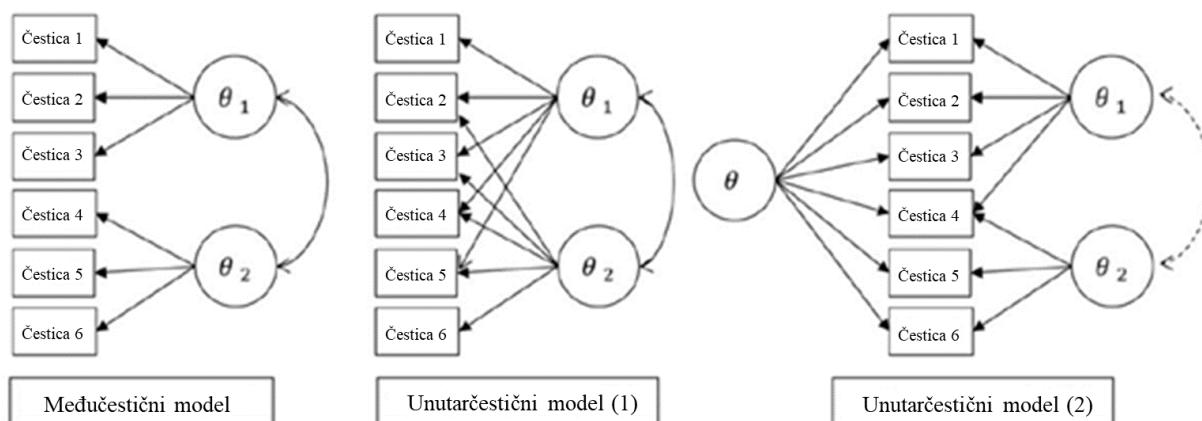 Čestica 1
Čestica 2
Čestica 3
Čestica 4
Čestica 5
Čestica 6
θ 1
θ 2
Međučestični model
Čestica 1
Čestica 2
Čestica 3
Čestica 4
Čestica 5
Čestica 6
θ 1
θ 2
Unutarčestični model (1)
θ
Čestica 1
Čestica 2
Čestica 3
Čestica 4
Čestica 5
Čestica 6
θ 1
θ 2
Unutarčestični model (2)